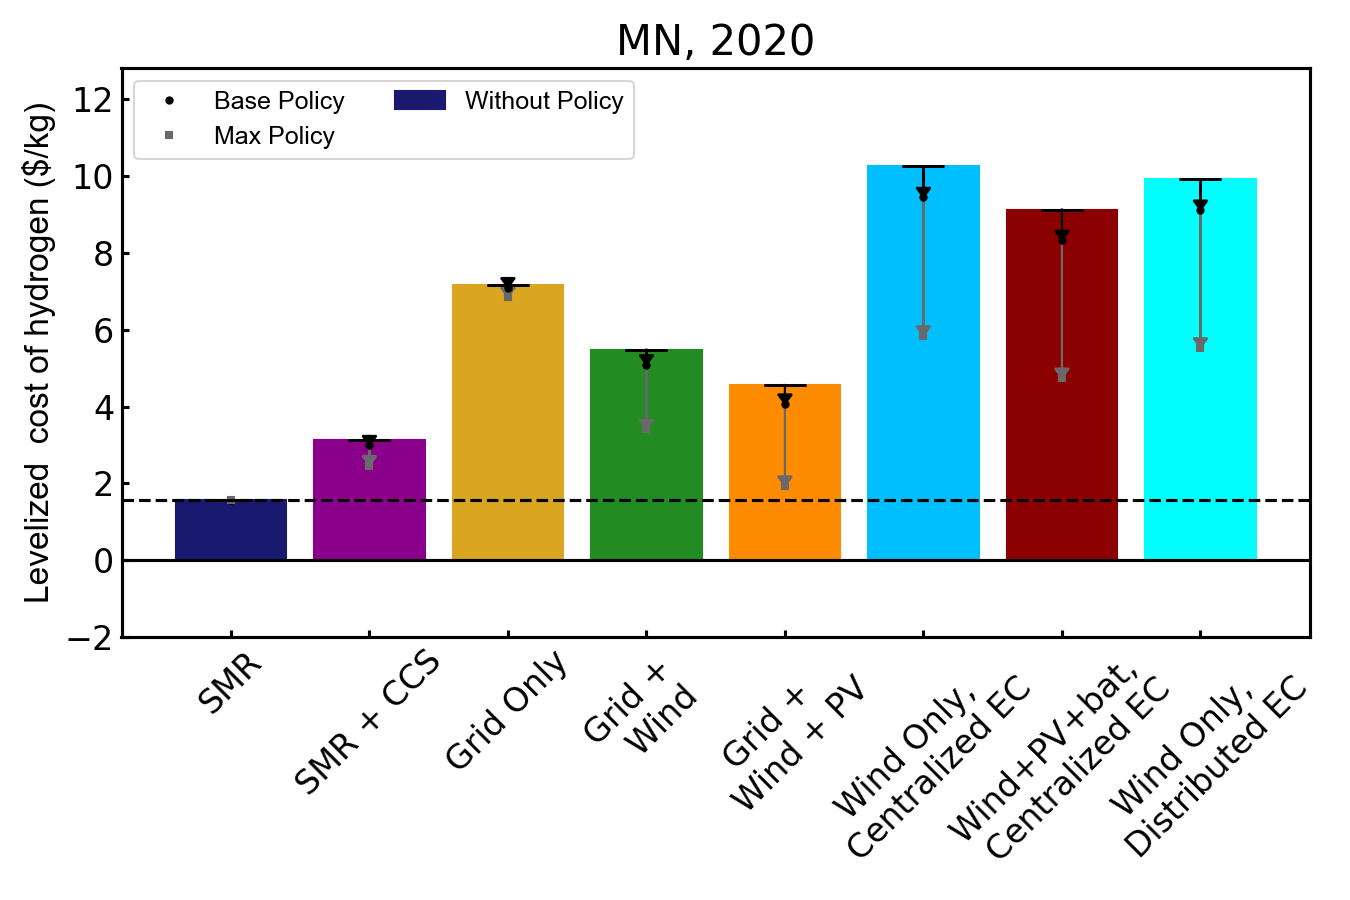 MN, 2020
Base Policy
Max Policy
Without Policy
Levelized  cost of hydrogen ($/kg)
12
10
8
6
4
2
0
−2
SMR
SMR + CCS
Grid Only
Grid +
Wind
Grid +
Wind + PV
Wind Only,
Centralized EC
Wind+PV+bat,
Centralized EC
Wind Only,
Distributed EC